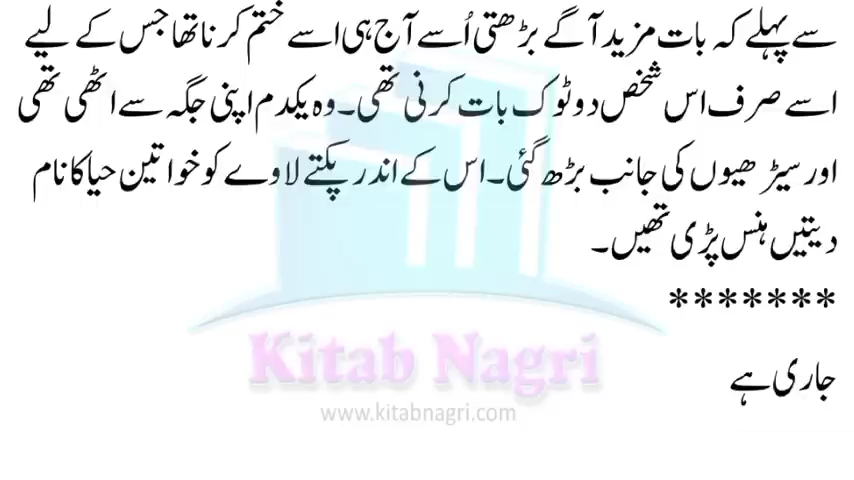 سے پہلے کہ بات مزید آگے بڑھتی اُسے آج ہی اسے ختم کرنا تھا جس کے لیے
اسے صرف اس شخص دو ٹوک بات کرنی تھی۔ وہ یکدم اپنی جگہ سے اٹھی تھی
اور سیڑھیوں کی جانب بڑھ گئی۔ اس کے اندر پکتے لاوے کو خواتین حیا کا نام
دیتیں ہنس پڑی تھیں۔
*******
Kitab Nagri
جاری ہے
www.kitabnagri.com